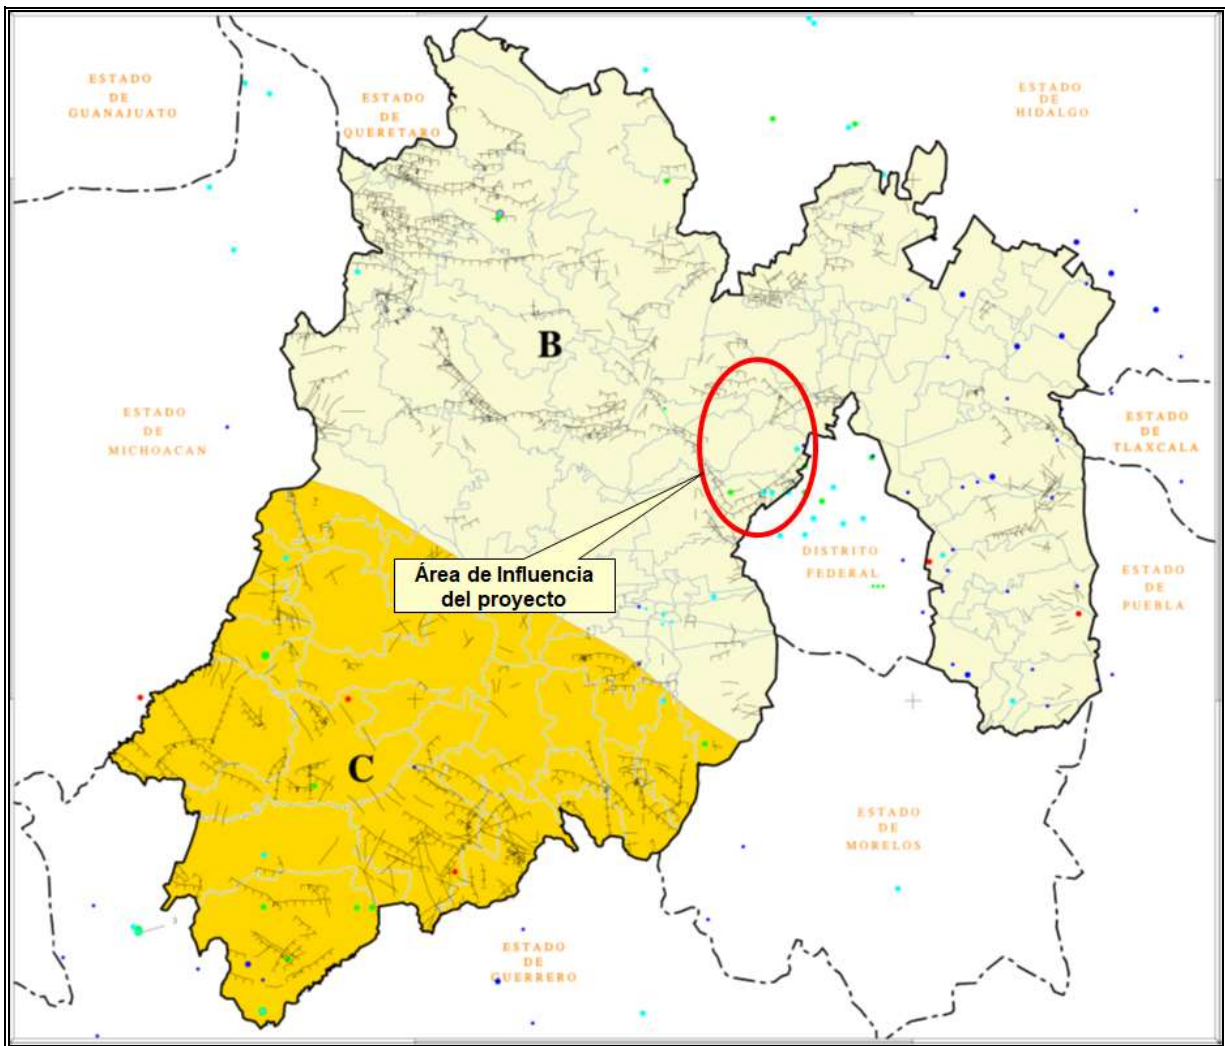 ESTADO
DE
GUANAJUATO
ESTADO
DE
QUERETARO
ESTADO
DE
HIDALGO
B
ESTADO
DE
MICHOACAN
ESTADO
DE
TLAXCALA
DISTRITO
FEDERAL
Área de Influencia
del proyecto
ESTADO
DE
PUEBLA
C
ESTADO
DE
MORELOS
3
ESTADO
DE
GUERRERO